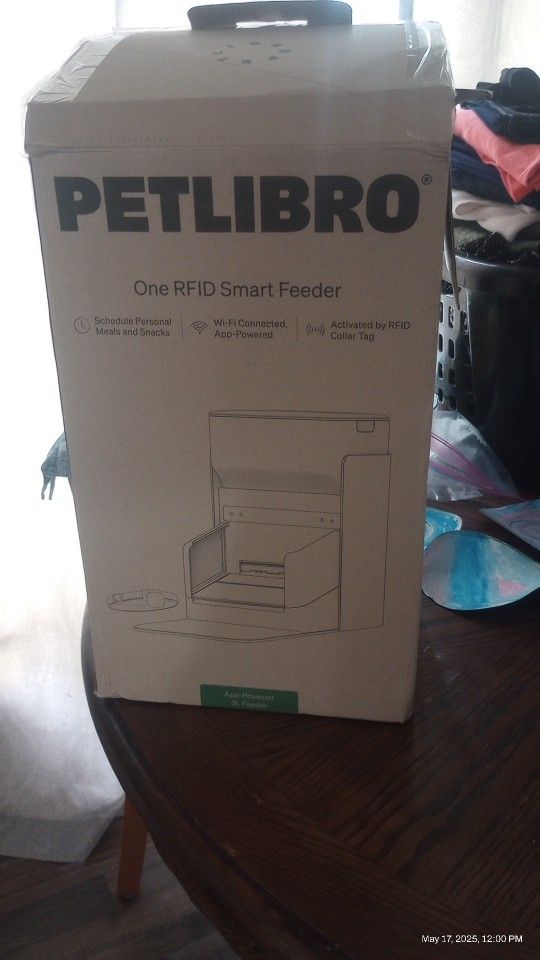 PETLIBRO®
One RFID Smart Feeder
Schedule Personal
Meals and Snacks
Wi-Fi Connected,
App-Powered
Activated by RFID
Collar Tag
App-Powered
3L Feeder
May 17, 2025, 12:00 PM